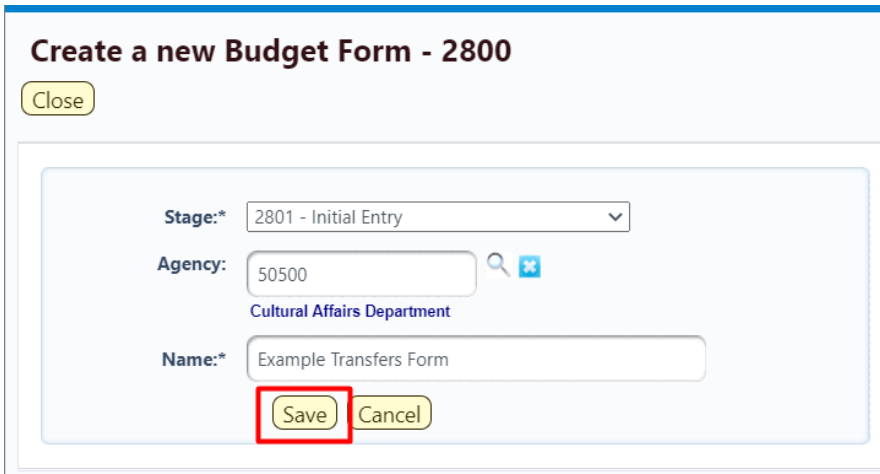 Create a new Budget Form - 2800
Close
Stage:* 2801 - Initial Entry
Agency: 50500
Cultural Affairs Department
Name:* Example Transfers Form
Save Cancel